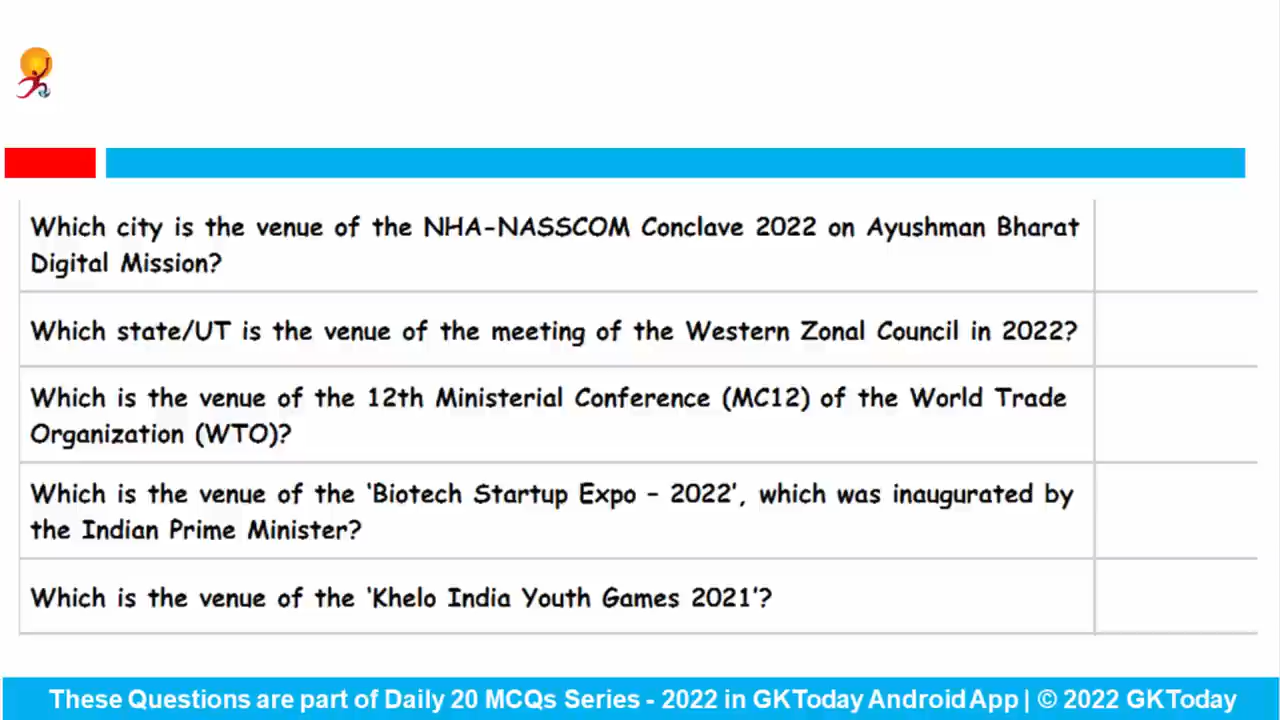 Which city is the venue of the NHA-NASSCOM Conclave 2022 on Ayushman Bharat
Digital Mission?
Which state/UT is the venue of the meeting of the Western Zonal Council in 2022?
Which is the venue of the 12th Ministerial Conference (MC12) of the World Trade
Organization (WTO)?
Which is the venue of the ‘Biotech Startup Expo – 2022’, which was inaugurated by
the Indian Prime Minister?
Which is the venue of the ‘Khelo India Youth Games 2021’?
These Questions are part of Daily 20 MCQs Series - 2022 in GKToday Android App | © 2022 GKToday